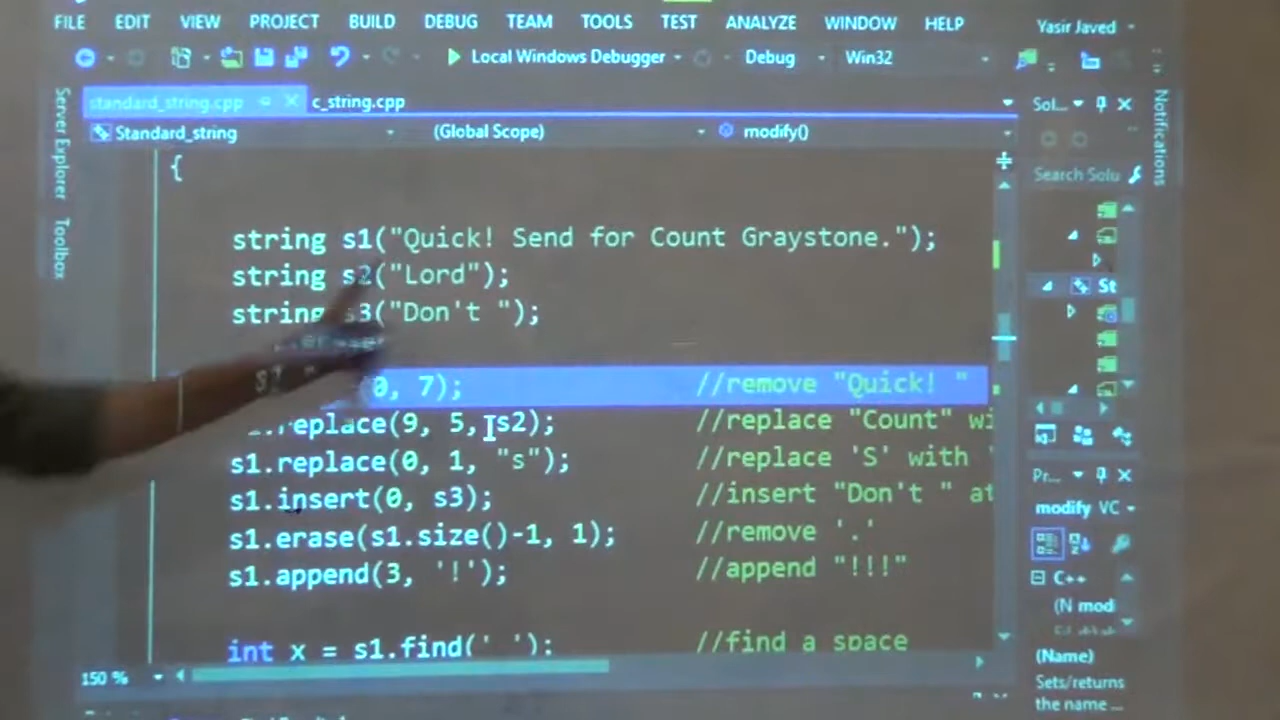 FILE EDIT VIEW PROJECT BUILD DEBUG TEAM TOOLS TEST ANALYZE WINDOW HELP Yasir Javed
Local Windows Debugger Debug Win32
standard_string.cpp c_string.cpp
Standard_string (Global Scope) modify()
Server Explorer
Toolbox
{
string s1("Quick! Send for Count Graystone.");
string s2("Lord");
string s3("Don't ");
(0, 7); //remove "Quick! "
.replace(9, 5, s2); //replace "Count" wi
s1.replace(0, 1, "s"); //replace 'S' with '
s1.insert(0, s3); //insert "Don't " at
s1.erase(s1.size()-1, 1); //remove '.'
s1.append(3, '!'); //append "!!!"
int x = s1.find(' '); //find a space
150 %
Sol...
Search Solu
St
Pr...
modify VC
C++
(N mod
(Name)
Sets/returns
the name ...
Notifications